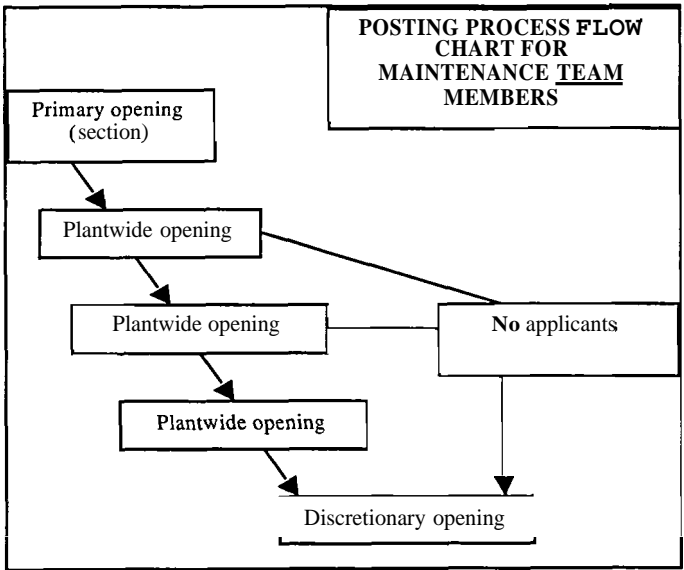 POSTING PROCESS FLOW
CHART FOR
MAINTENANCE TEAM
MEMBERS
Primary opening
(section)
Plantwide opening
Plantwide opening
No applicants
Plantwide opening
Discretionary opening